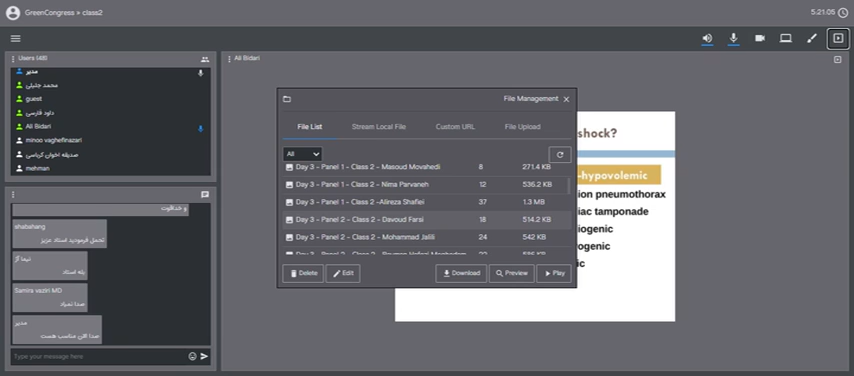 GreenCongress > class2
5:21:05
Users (48)
مدیر
محمد جلیلی
guest
داود فارسی
Ali Bidari
minoo vaghefinazari
صدیقه اخوان کرباسی
mehman
و خداقوت
shabahang
تحمل فرمودید استاد عزیز
نیما آژ
بله استاد.
Samira vaziri MD
صدا نمیاد
مدیر
صدا الان مناسب هست
Type your message here
Ali Bidari
File Management
File List
Stream Local File
Custom URL
File Upload
All
Day 3 - Panel 1 - Class 2 - Masoud Movahedi 8 271.4 KB
Day 3 - Panel 1 - Class 2 - Nima Parvaneh 12 536.2 KB
Day 3 - Panel 1 - Class 2 -Alireza Shafiei 37 1.3 MB
Day 3 - Panel 2 - Class 2 - Davoud Farsi 18 514.2 KB
Day 3 - Panel 2 - Class 2 - Mohammad Jalili 24 542 KB
Delete
Edit
Download
Preview
Play
shock?
-hypovolemic
ion pneumothorax
iac tamponade
iogenic
rogenic
ic